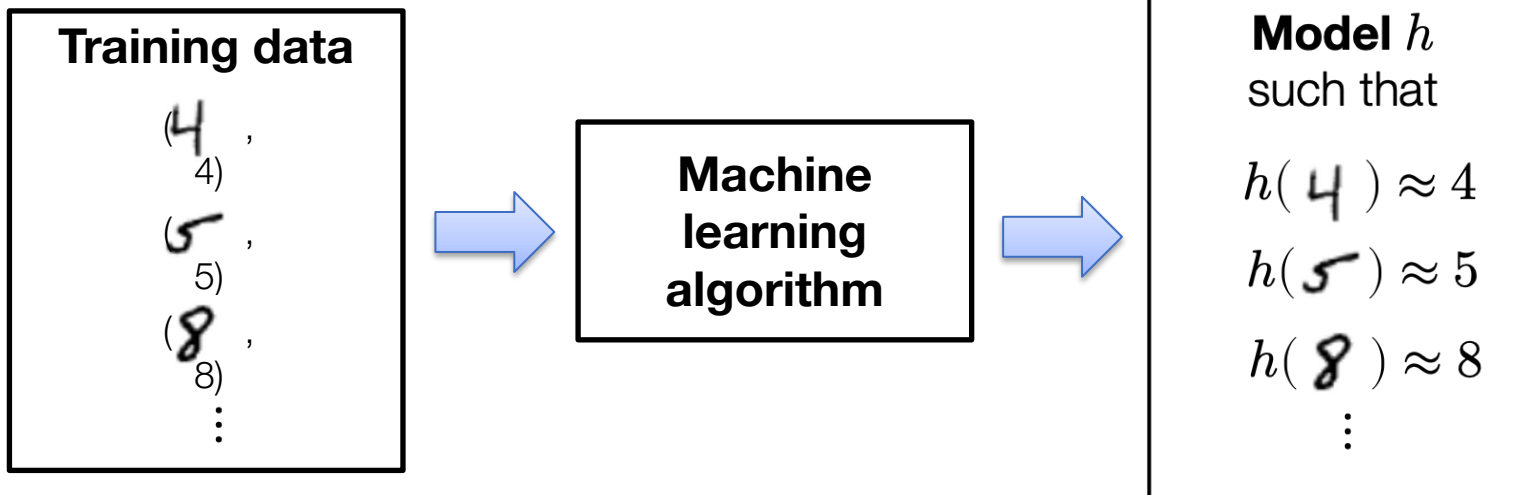 Training data
(4 ,
4)
(5 ,
5)
(8 ,
8)
⋮
Machine
learning
algorithm
Model h
such that
h( 4 ) ≈ 4
h( 5 ) ≈ 5
h( 8 ) ≈ 8
⋮